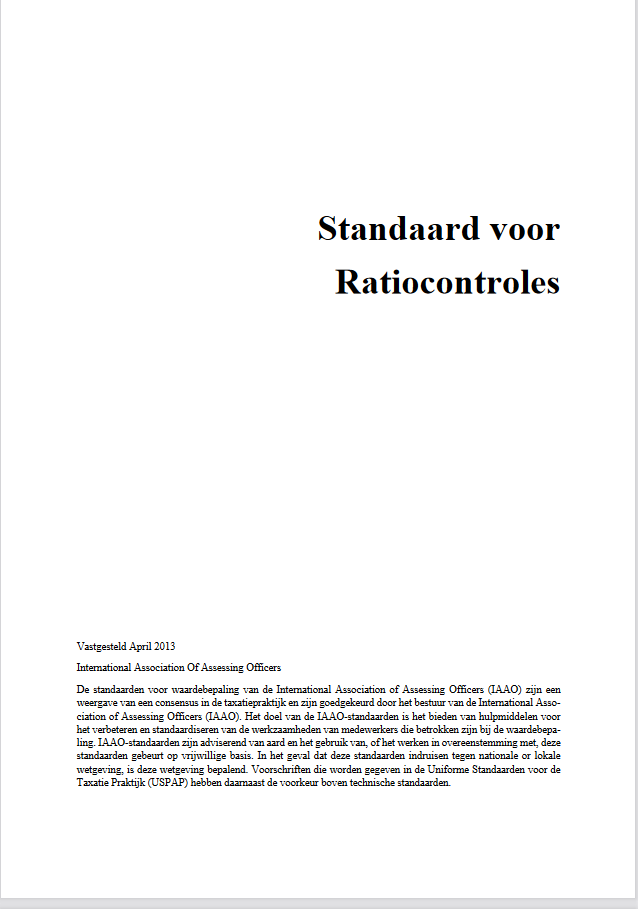 Standaard voor
Ratiocontroles
Vastgesteld April 2013
International Association Of Assessing Officers
De standaarden voor waardebepaling van de International Association of Assessing Officers (IAAO) zijn een
weergave van een consensus in de taxatiepraktijk en zijn goedgekeurd door het bestuur van de International Asso-
ciation of Assessing Officers (IAAO). Het doel van de IAAO-standaarden is het bieden van hulpmiddelen voor
het verbeteren en standaardiseren van de werkzaamheden van medewerkers die betrokken zijn bij de waardebepa-
ling. IAAO-standaarden zijn adviserend van aard en het gebruik van, of het werken in overeenstemming met, deze
standaarden gebeurt op vrijwillige basis. In het geval dat deze standaarden indruisen tegen nationale or lokale
wetgeving, is deze wetgeving bepalend. Voorschriften die worden gegeven in de Uniforme Standaarden voor de
Taxatie Praktijk (USPAP) hebben daarnaast de voorkeur boven technische standaarden.